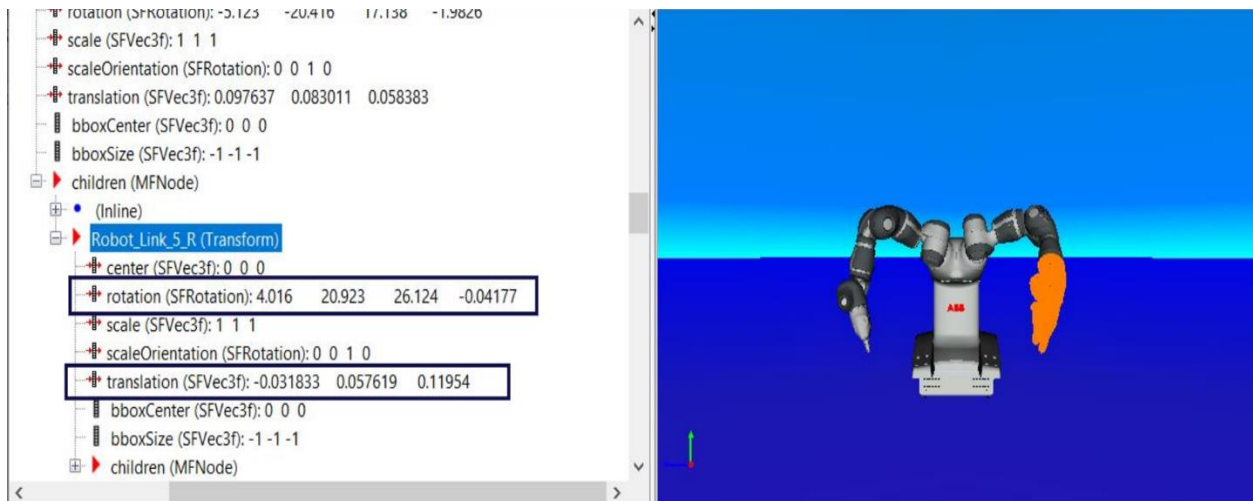 rotation (SFRotation): -5.123 -20.416 17.138 -1.9826
scale (SFVec3f): 1 1 1
scaleOrientation (SFRotation): 0 0 1 0
translation (SFVec3f): 0.097637 0.083011 0.058383
bboxCenter (SFVec3f): 0 0 0
bboxSize (SFVec3f): -1 -1 -1
children (MFNode)
(Inline)
Robot_Link_5_R (Transform)
center (SFVec3f): 0 0 0
rotation (SFRotation): 4.016 20.923 26.124 -0.04177
scale (SFVec3f): 1 1 1
scaleOrientation (SFRotation): 0 0 1 0
translation (SFVec3f): -0.031833 0.057619 0.11954
bboxCenter (SFVec3f): 0 0 0
bboxSize (SFVec3f): -1 -1 -1
children (MFNode)
ABB